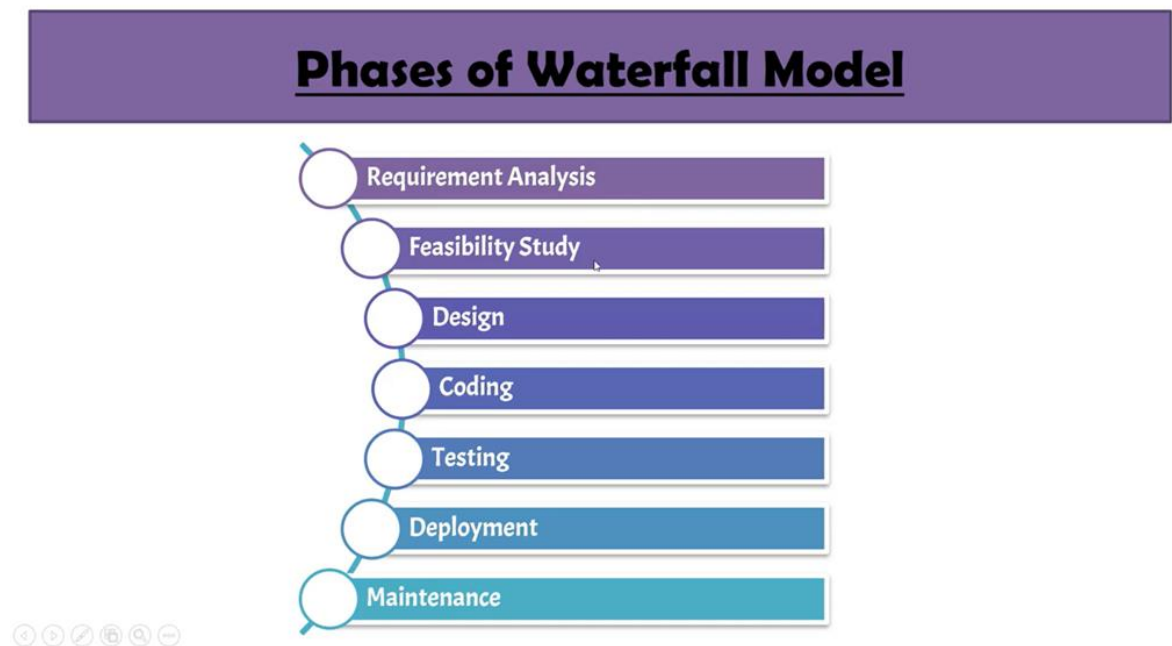 Phases of Waterfall Model
Requirement Analysis
Feasibility Study
Design
Coding
Testing
Deployment
Maintenance